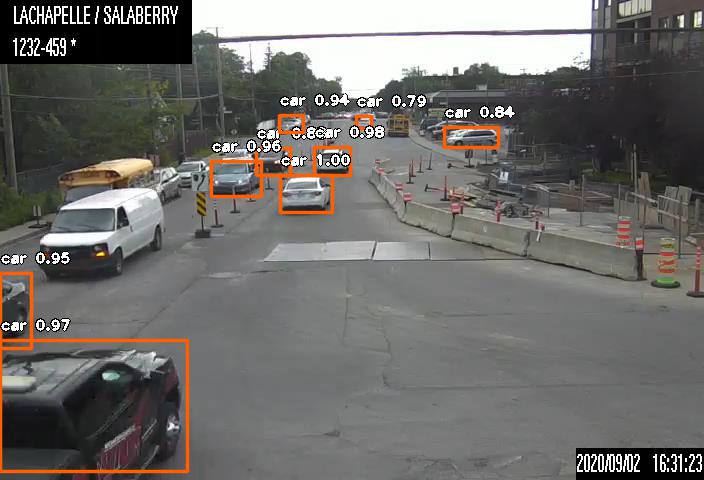 LACHAPELLE / SALABERRY
1232-459 *
car 0.94
car 0.79
car 0.84
car 0.98
car 0.96
car 1.00
car 0.95
car 0.97
2020/09/02 16:31:23